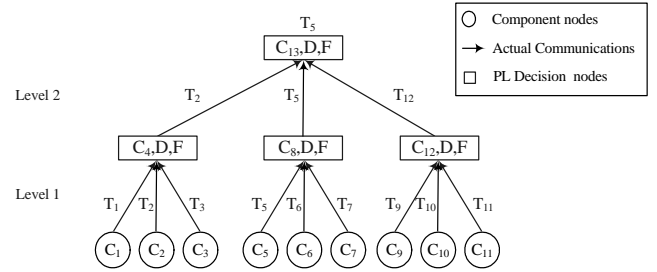 T5
C13,D,F
Component nodes
Actual Communications
PL Decision nodes
Level 2
T2
T5
T12
C4,D,F
C8,D,F
C12,D,F
Level 1
T1
T2
T3
T5
T6
T7
T9
T10
T11
C1
C2
C3
C5
C6
C7
C9
C10
C11